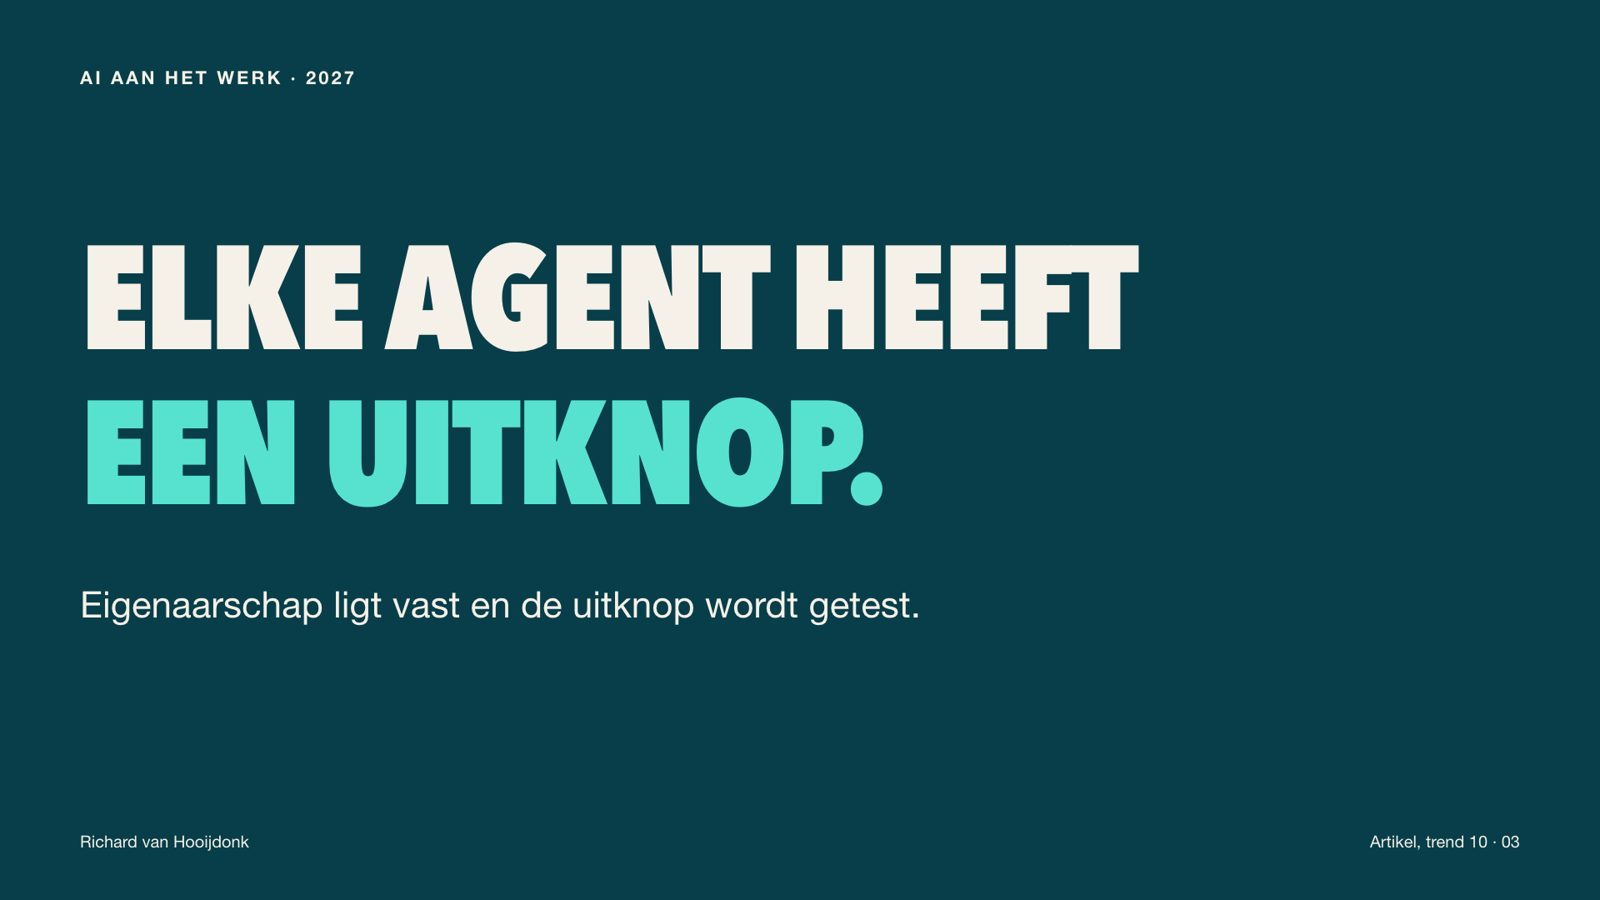 AI AAN HET WERK · 2027
ELKE AGENT HEEFT
EEN UITKNOP.
Eigenaarschap ligt vast en de uitknop wordt getest.
Richard van Hooijdonk
Artikel, trend 10 · 03